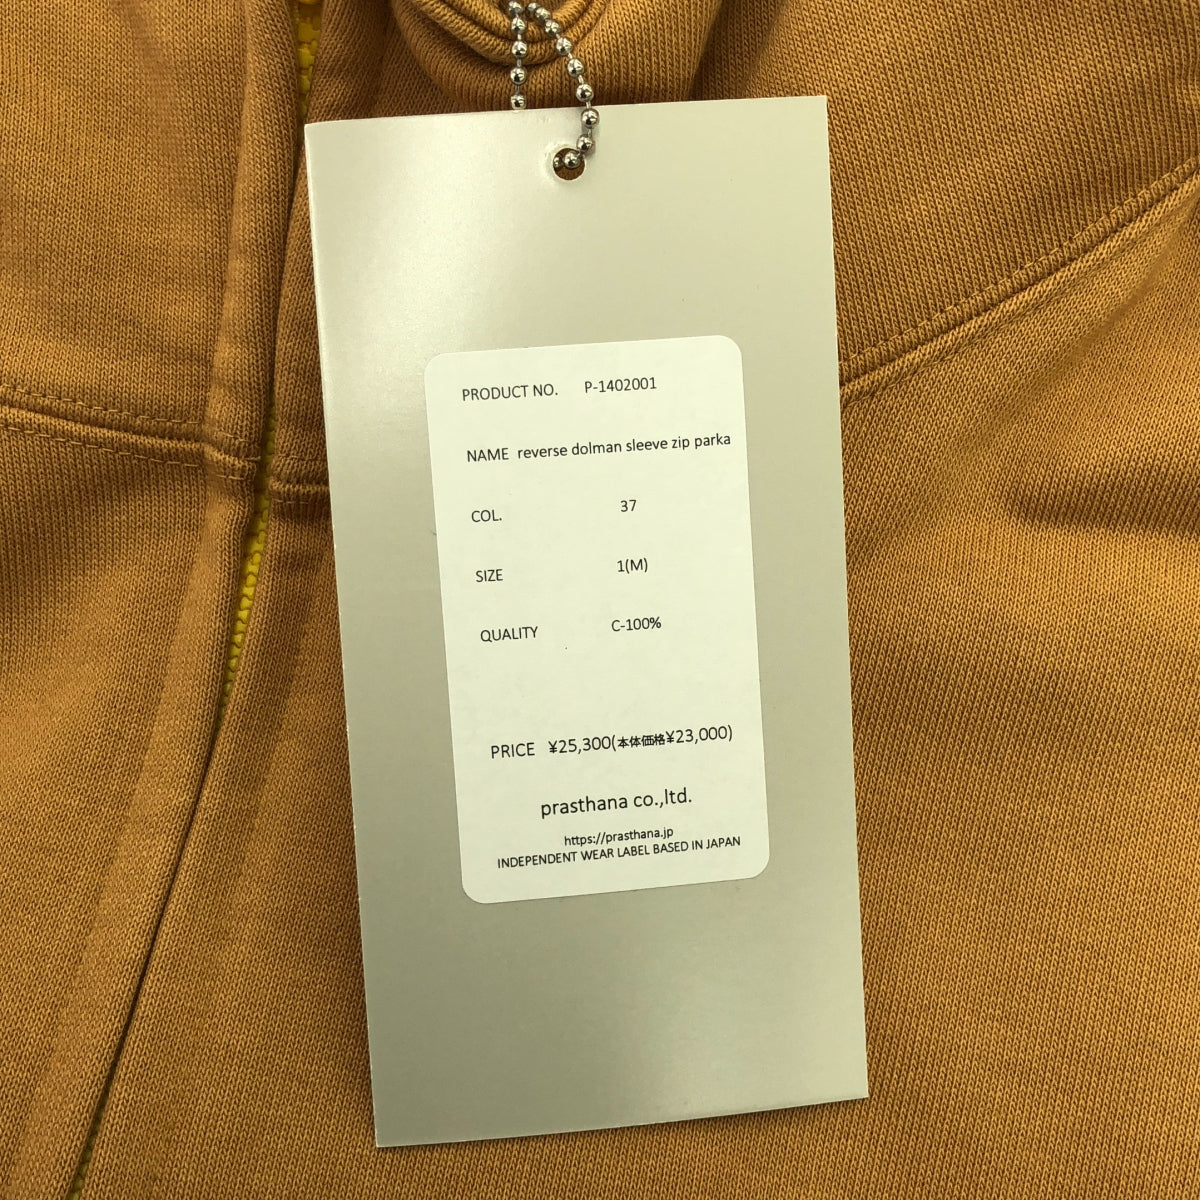 PRODUCT NO. P-1402001
NAME reverse dolman sleeve zip parka
COL. 37
SIZE 1(M)
QUALITY C-100%
PRICE ¥25,300(本体価格¥23,000)
prasthana co.,ltd.
https://prasthana.jp
INDEPENDENT WEAR LABEL BASED IN JAPAN